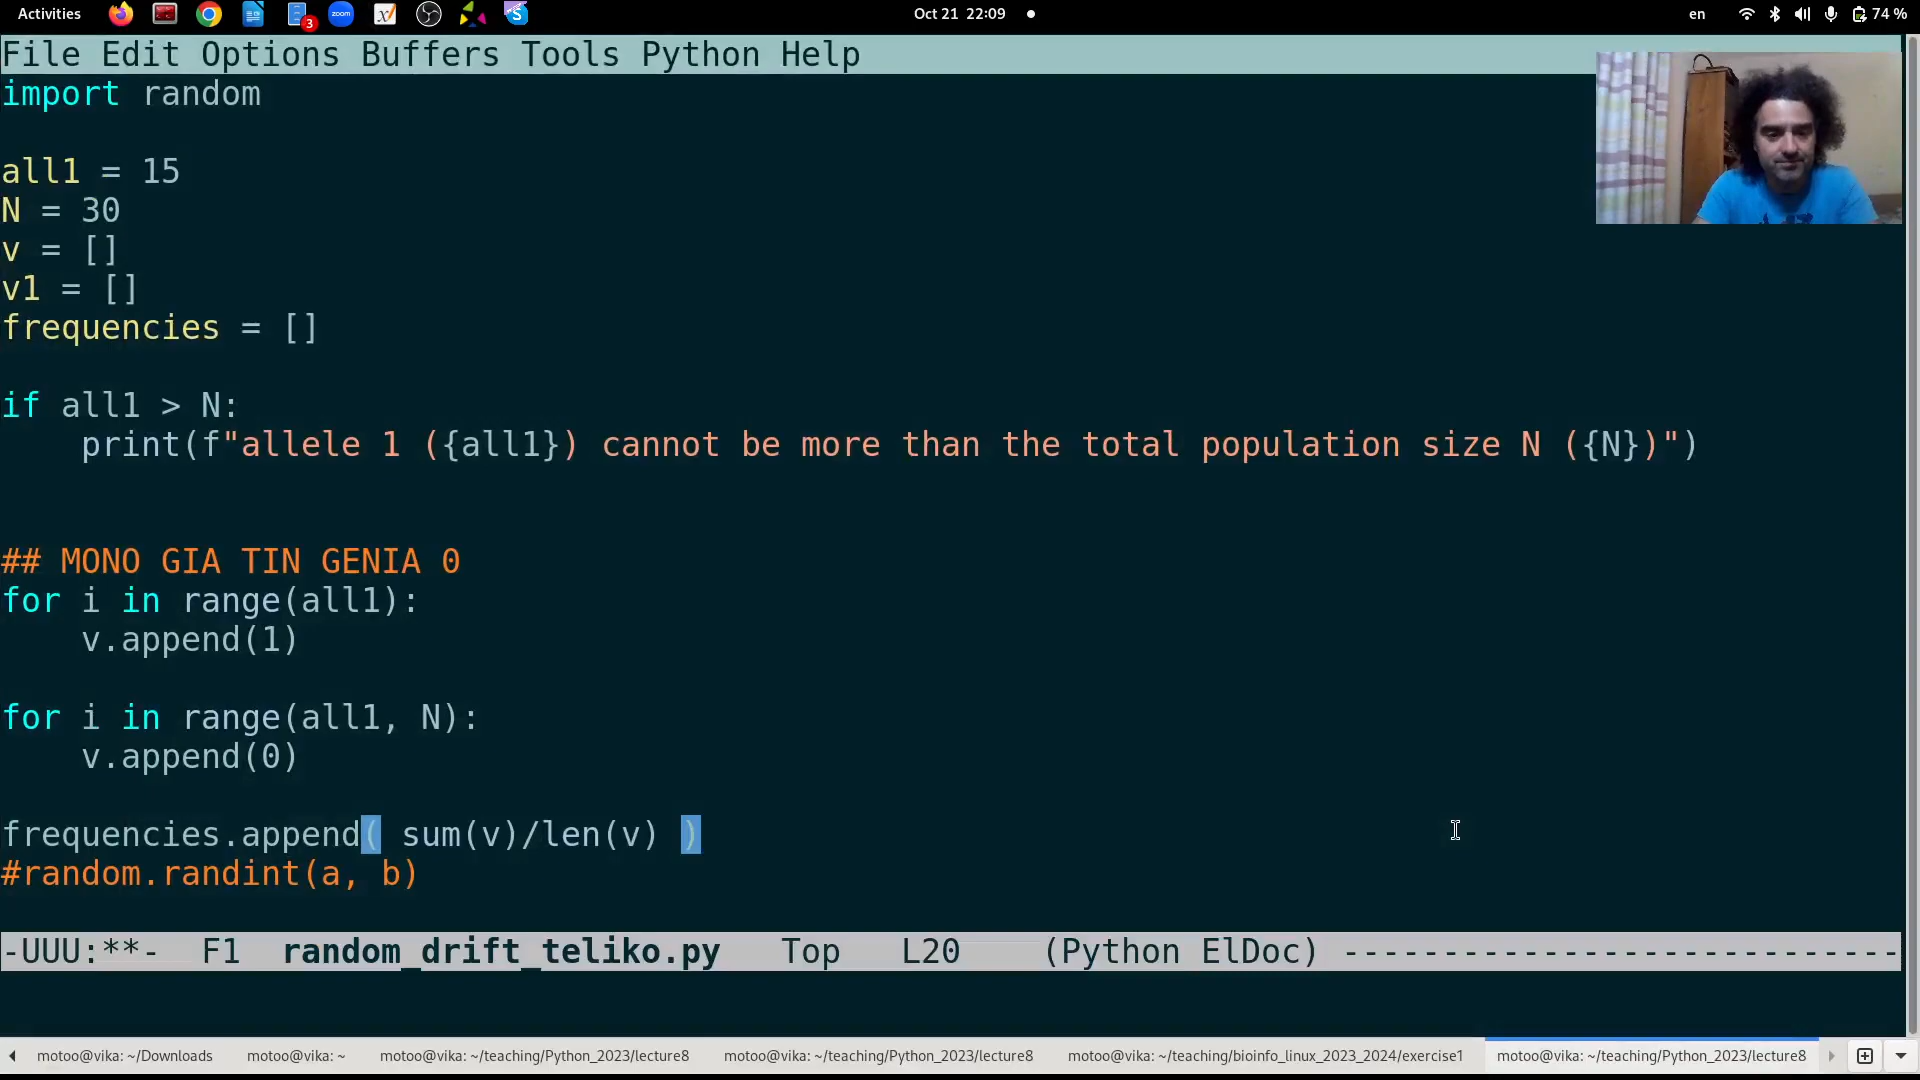 Activities
3
zoom
Oct 21 22:09
en
74 %
File Edit Options Buffers Tools Python Help
import random
all1 = 15
N = 30
v = []
v1 = []
frequencies = []
if all1 > N:
print(f"allele 1 ({all1}) cannot be more than the total population size N ({N})")
## MONO GIA TIN GENIA 0
for i in range(all1):
v.append(1)
for i in range(all1, N):
v.append(0)
frequencies.append( sum(v)/len(v) )
#random.randint(a, b)
-UUU:**- F1 random_drift_teliko.py Top L20 (Python ElDoc) ----------------------------
motoo@vika: ~/Downloads
motoo@vika: ~
motoo@vika: ~/teaching/Python_2023/lecture8
motoo@vika: ~/teaching/Python_2023/lecture8
motoo@vika: ~/teaching/bioinfo_linux_2023_2024/exercise1
motoo@vika: ~/teaching/Python_2023/lecture8